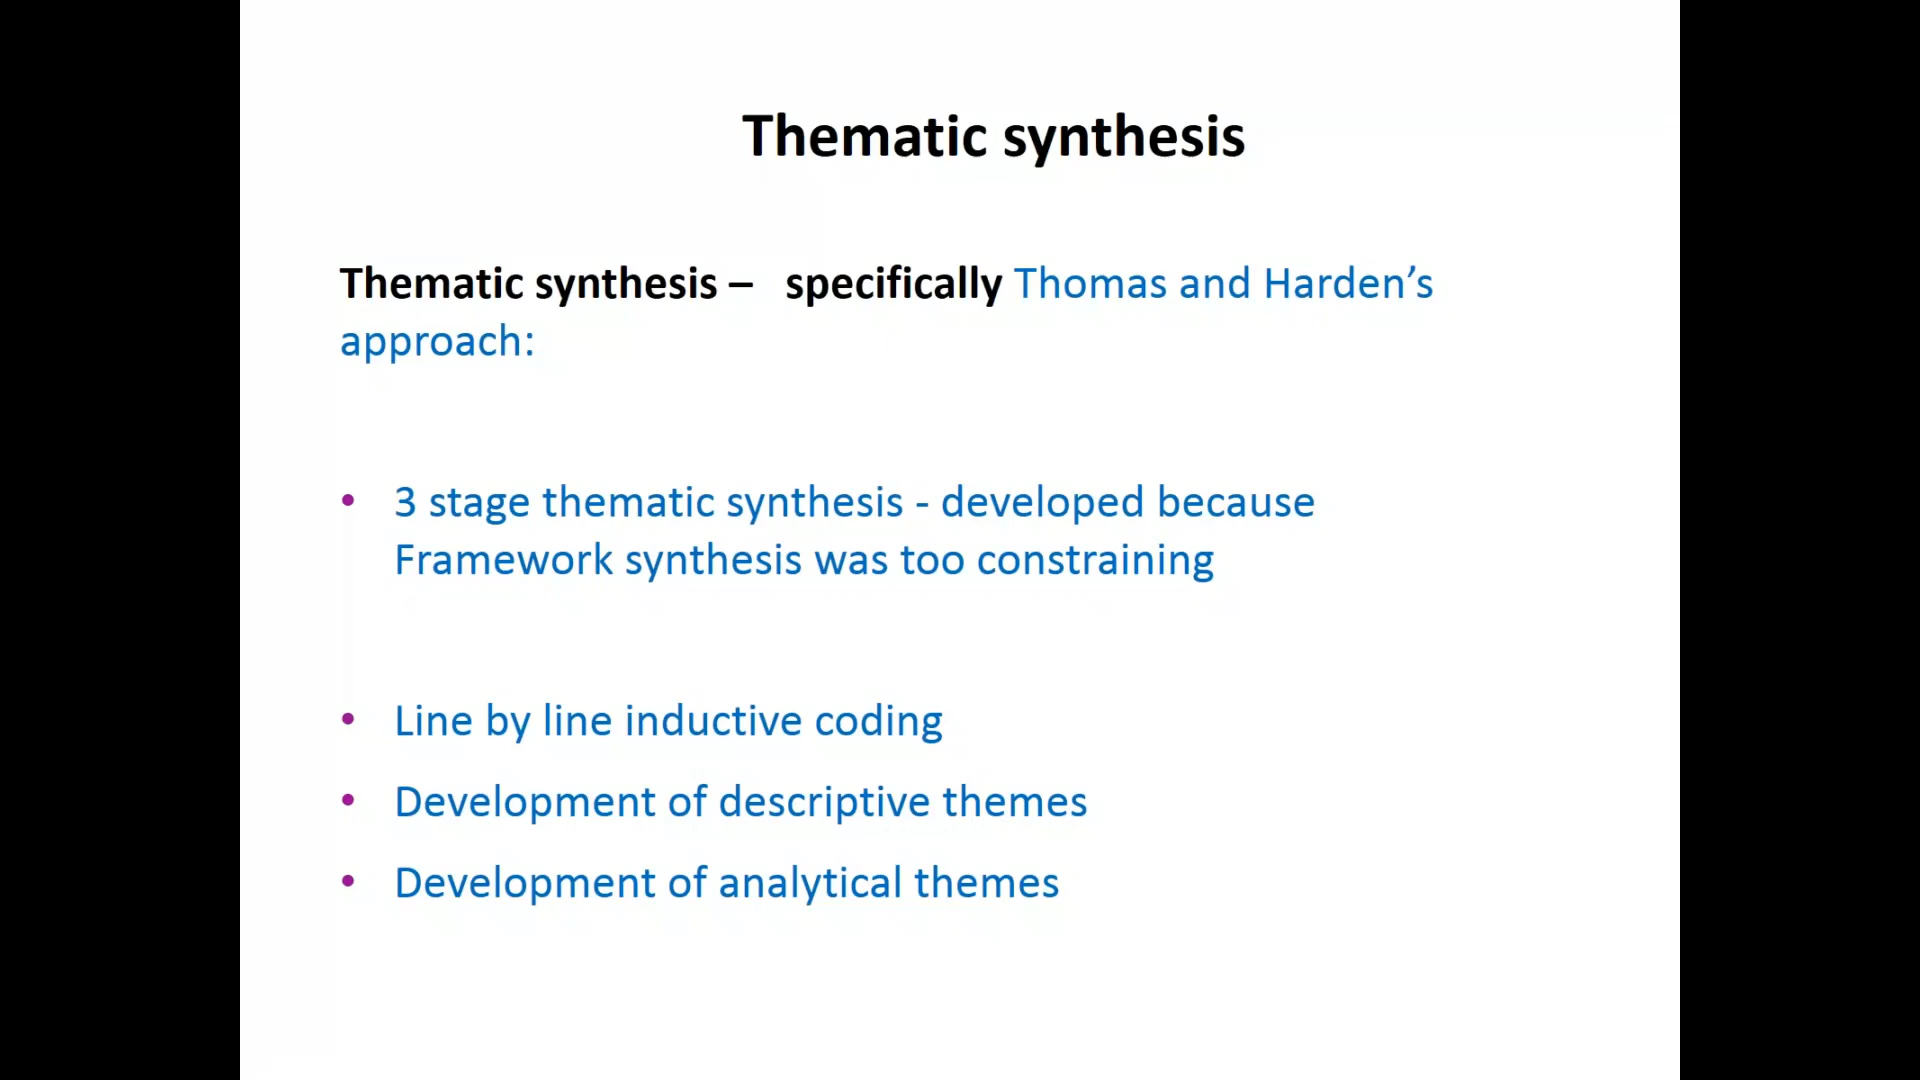 Thematic synthesis
Thematic synthesis – specifically Thomas and Harden’s
approach:
• 3 stage thematic synthesis - developed because
Framework synthesis was too constraining
• Line by line inductive coding
• Development of descriptive themes
• Development of analytical themes